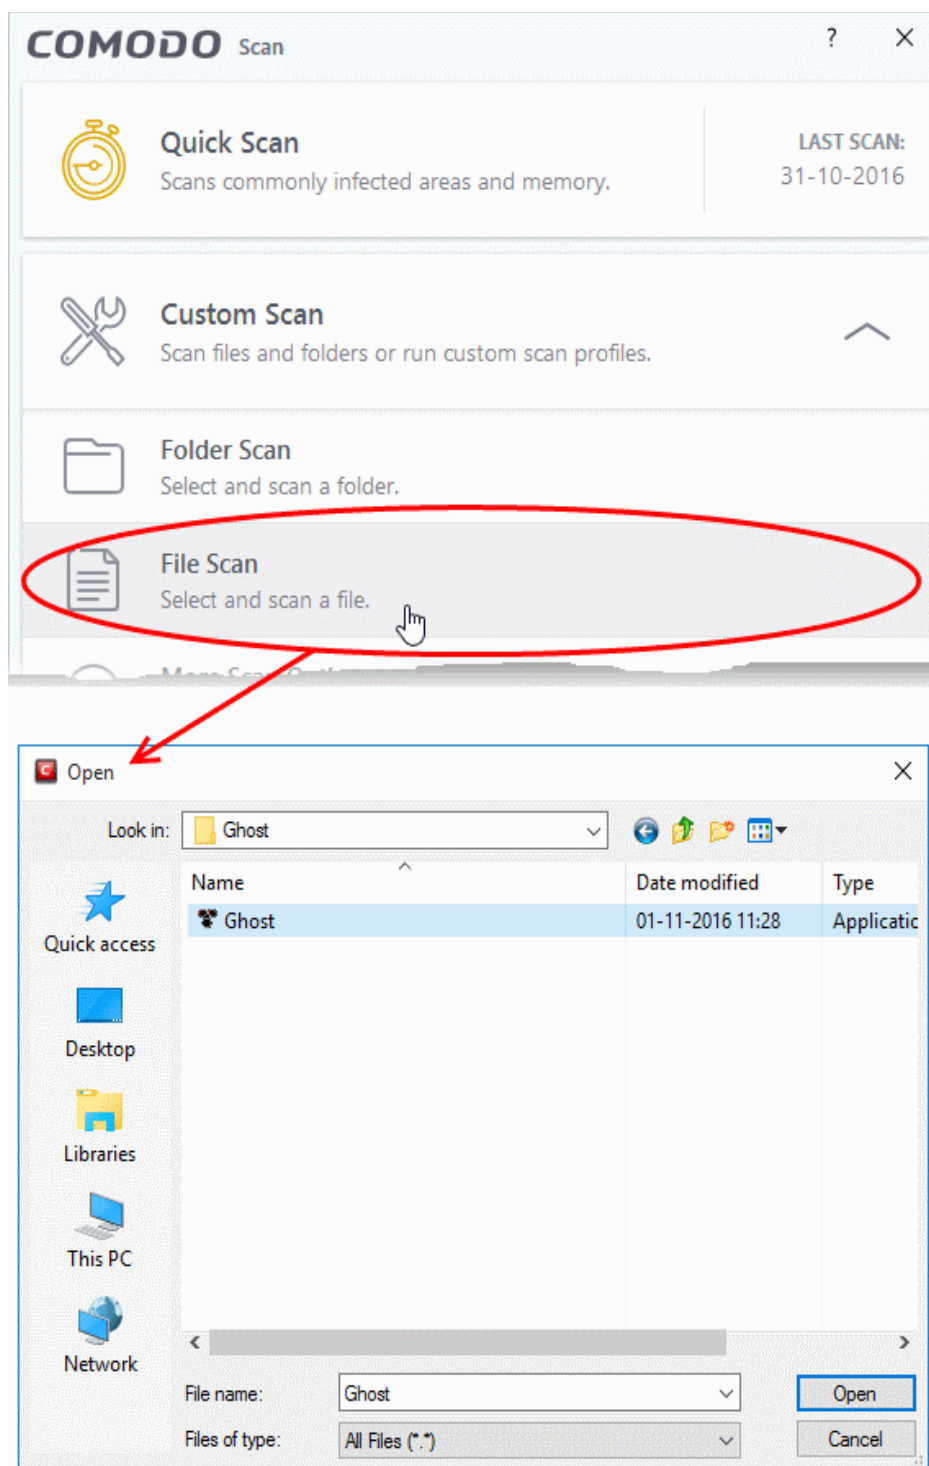 COMODO Scan ?
Quick Scan
Scans commonly infected areas and memory.
LAST SCAN:
31-10-2016
Custom Scan
Scan files and folders or run custom scan profiles.
Folder Scan
Select and scan a folder.
File Scan
Select and scan a file.
More Scan
Open
Look in: Ghost
Name Date modified Type
Ghost 01-11-2016 11:28 Applicatic
Quick access
Desktop
Libraries
This PC
Network
File name: Ghost Open
Files of type: All Files (*.*) Cancel